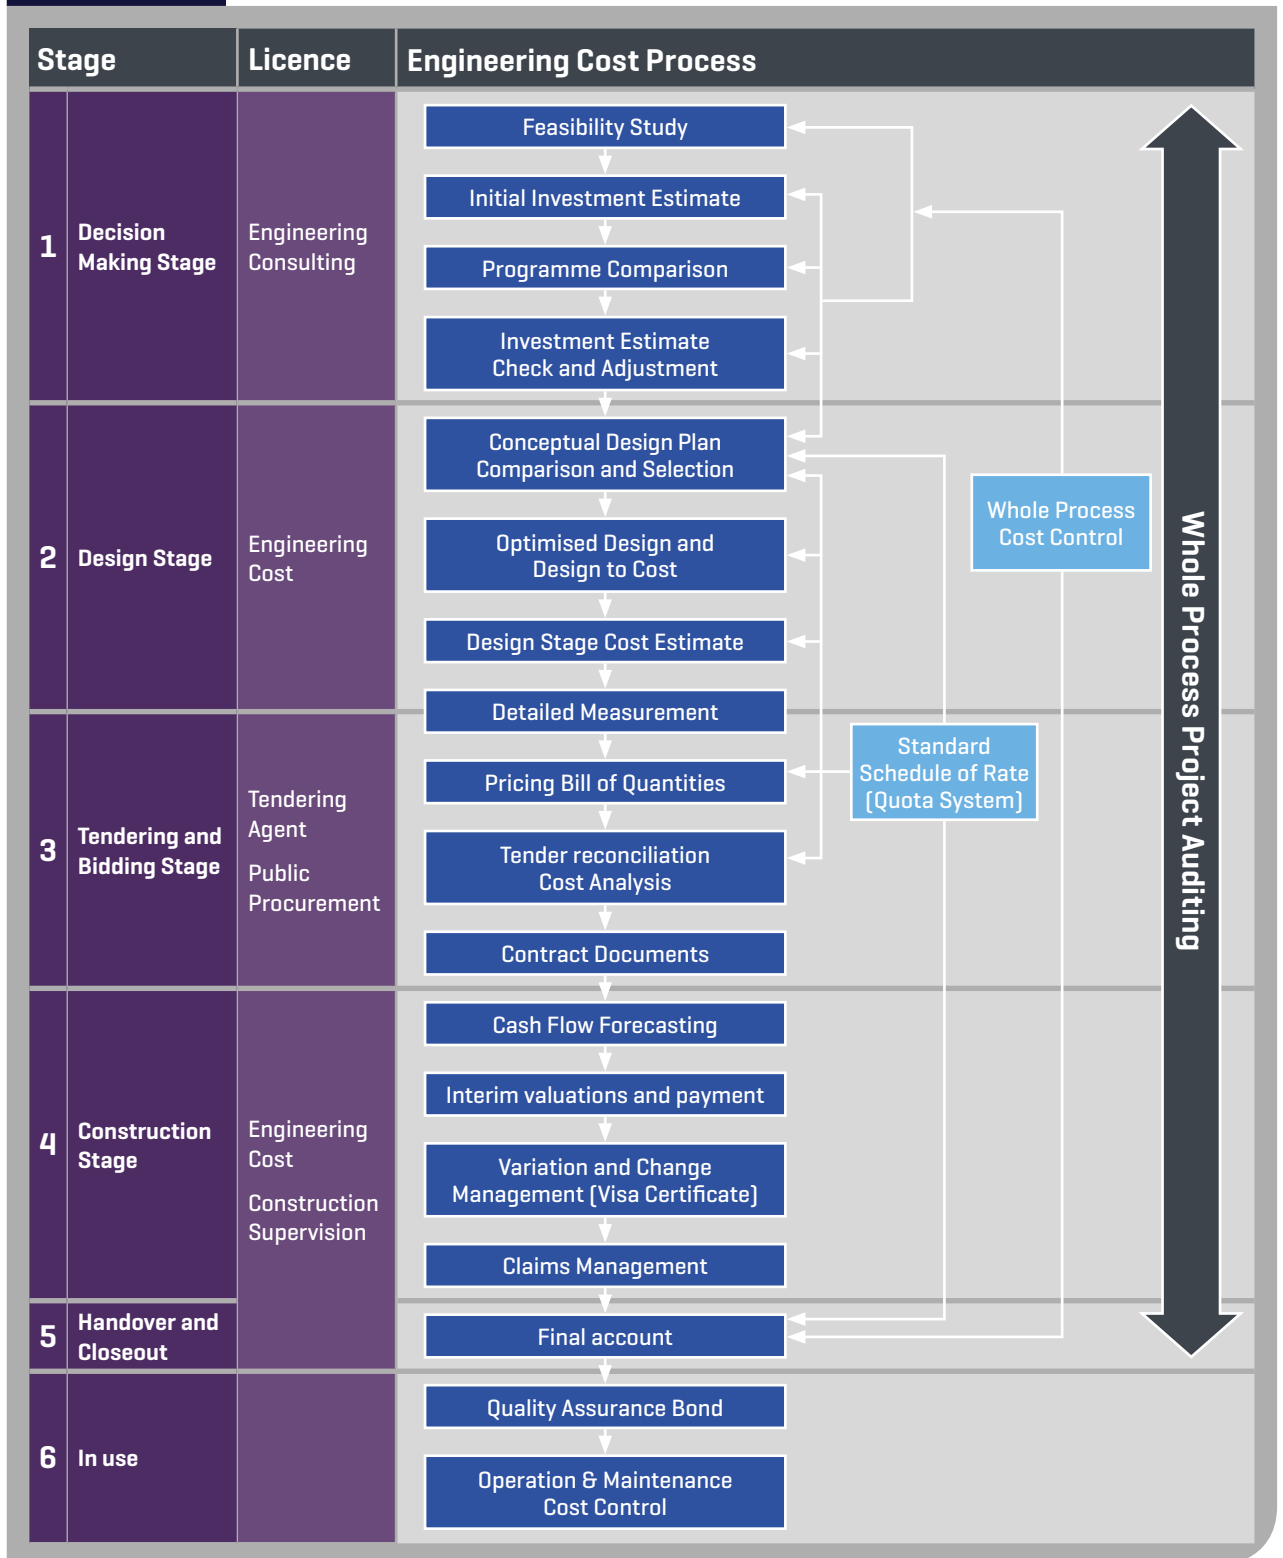 Stage
Licence
Engineering Cost Process
1
Decision
Making Stage
Engineering
Consulting
Feasibility Study
Initial Investment Estimate
Programme Comparison
Investment Estimate
Check and Adjustment
2
Design Stage
Engineering
Cost
Conceptual Design Plan
Comparison and Selection
Optimised Design and
Design to Cost
Design Stage Cost Estimate
Detailed Measurement
3
Tendering and
Bidding Stage
Tendering
Agent
Public
Procurement
Pricing Bill of Quantities
Tender reconciliation
Cost Analysis
Contract Documents
4
Construction
Stage
Engineering
Cost
Construction
Supervision
Cash Flow Forecasting
Interim valuations and payment
Variation and Change
Management (Visa Certificate)
Claims Management
5
Handover and
Closeout
Final account
6
In use
Quality Assurance Bond
Operation & Maintenance
Cost Control
Whole Process
Cost Control
Standard
Schedule of Rate
(Quota System)
Whole Process Project Auditing